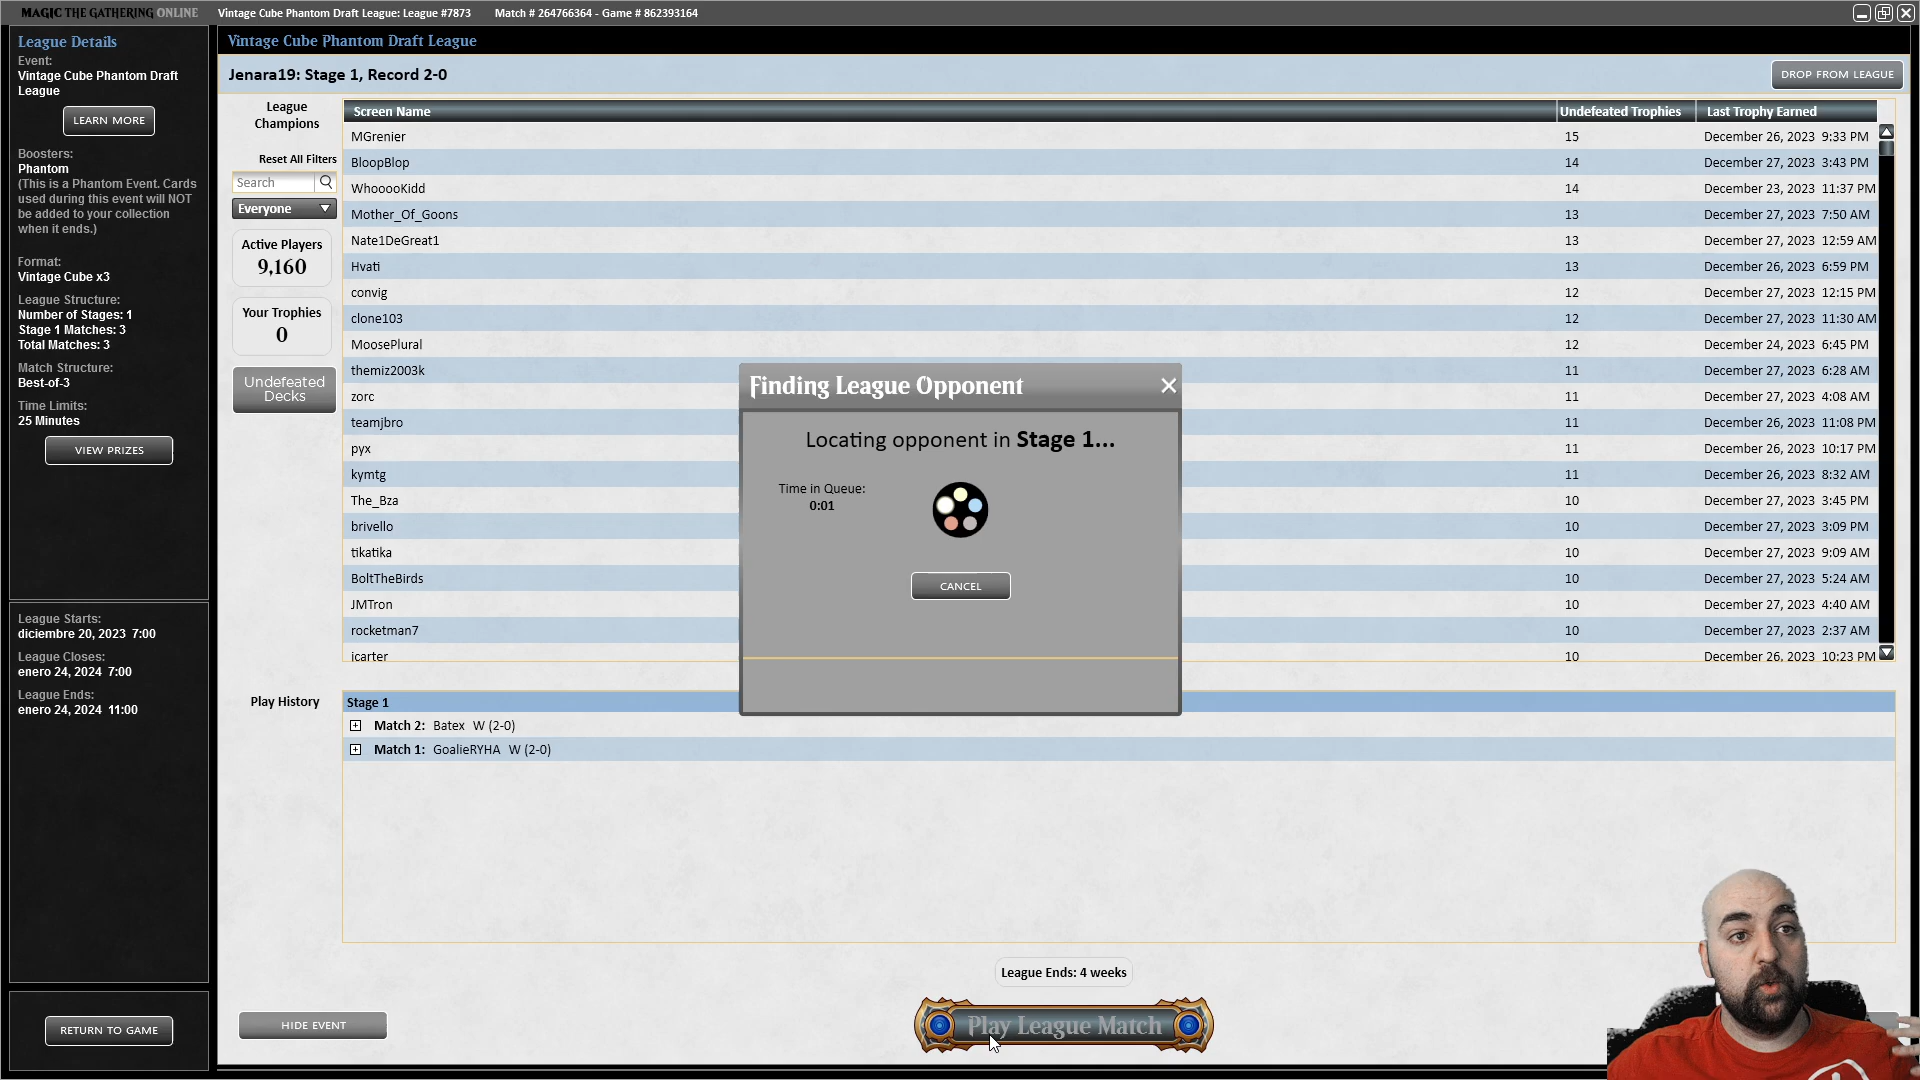 MAGIC THE GATHERING ONLINE
Vintage Cube Phantom Draft League: League #7873
Match # 264766364 - Game # 862393164
League Details
Event:
Vintage Cube Phantom Draft
League
LEARN MORE
Boosters:
Phantom
(This is a Phantom Event. Cards
used during this event will NOT
be added to your collection
when it ends.)
Format:
Vintage Cube x3
League Structure:
Number of Stages: 1
Stage 1 Matches: 3
Total Matches: 3
Match Structure:
Best-of-3
Time Limits:
25 Minutes
VIEW PRIZES
League Starts:
diciembre 20, 2023 7:00
League Closes:
enero 24, 2024 7:00
League Ends:
enero 24, 2024 11:00
RETURN TO GAME
Vintage Cube Phantom Draft League
Jenara19: Stage 1, Record 2-0
DROP FROM LEAGUE
League
Champions
Reset All Filters
Search
Everyone
Active Players
9,160
Your Trophies
0
Undefeated
Decks
Screen Name Undefeated Trophies Last Trophy Earned
MGrenier 15 December 26, 2023 9:33 PM
BloopBlop 14 December 27, 2023 3:43 PM
WhooooKidd 14 December 23, 2023 11:37 PM
Mother_Of_Goons 13 December 27, 2023 7:50 AM
Nate1DeGreat1 13 December 27, 2023 12:59 AM
Hvati 13 December 26, 2023 6:59 PM
convig 12 December 27, 2023 12:15 PM
clone103 12 December 27, 2023 11:30 AM
MoosePlural 12 December 24, 2023 6:45 PM
themiz2003k 11 December 27, 2023 6:28 AM
zorc 11 December 27, 2023 4:08 AM
teamjbro 11 December 26, 2023 11:08 PM
pyx 11 December 26, 2023 10:17 PM
kymtg 11 December 26, 2023 8:32 AM
The_Bza 10 December 27, 2023 3:45 PM
brivello 10 December 27, 2023 3:09 PM
tikatika 10 December 27, 2023 9:09 AM
BoltTheBirds 10 December 27, 2023 5:24 AM
JMTron 10 December 27, 2023 4:40 AM
rocketman7 10 December 27, 2023 2:37 AM
jcarter 10 December 26, 2023 10:23 PM
Finding League Opponent
Locating opponent in Stage 1...
Time in Queue:
0:01
CANCEL
Play History
Stage 1
Match 2: Batex W (2-0)
Match 1: GoalieRYHA W (2-0)
League Ends: 4 weeks
HIDE EVENT
Play League Match